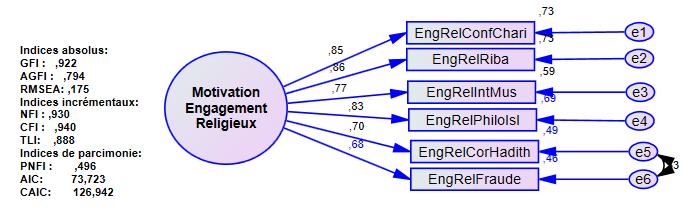 Indices absolus:
GFI : ,922
AGFI : ,794
RMSEA: ,175
Indices incrémentaux:
NFI : ,930
CFI : ,940
TLI: ,888
Indices de parcimonie:
PNFI : ,496
AIC: 73,723
CAIC: 126,942
Motivation
Engagement
Religieux
,85
,86
,77
,83
,70
,68
,73
EngRelConfChari
e1
,73
EngRelRiba
e2
,59
EngRelIntMus
e3
,69
EngRelPhiloIsl
e4
,49
EngRelCorHadith
e5
,46
EngRelFraude
e6